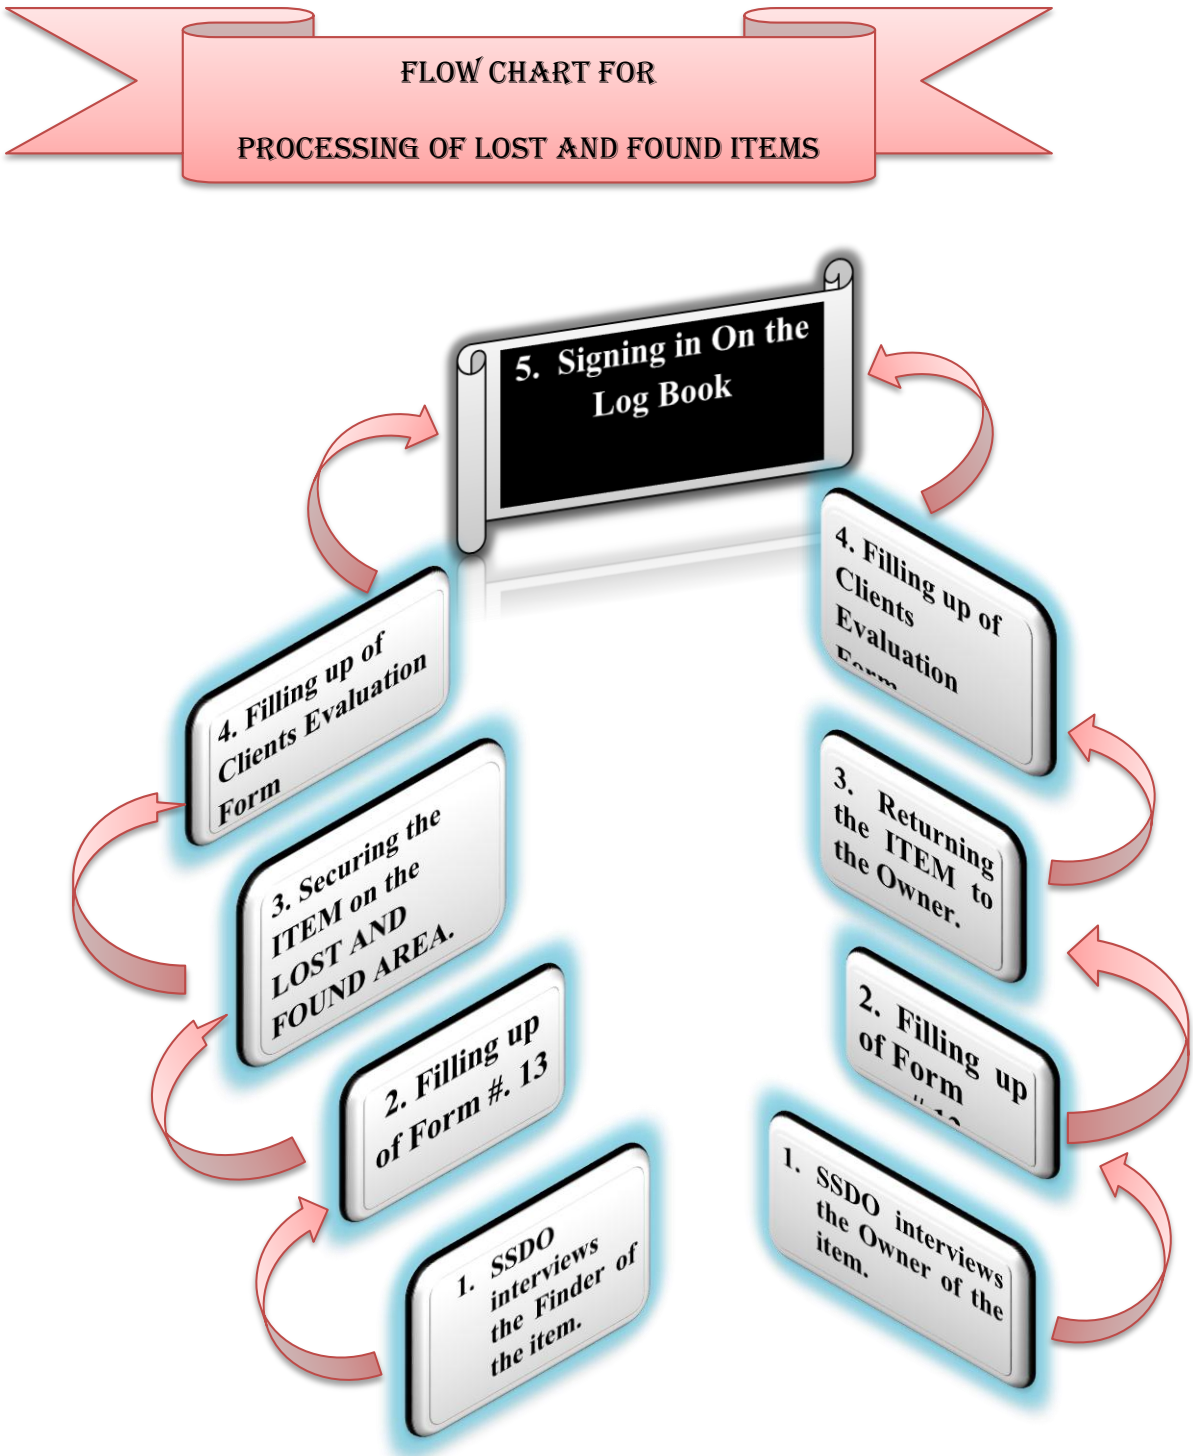 FLOW CHART FOR
PROCESSING OF LOST AND FOUND ITEMS
5. Signing in On the
Log Book
4. Filling up of
Clients Evaluation
Form
3. Securing the
ITEM on the
LOST AND
FOUND AREA.
2. Filling up
of Form #. 13
1. SSDO
interviews
the Finder of
the item.
4. Filling up of
Clients
Evaluation
Form
3. Returning
the ITEM to
the Owner.
2. Filling up
of Form
1. SSDO interviews
the Owner of the
item.